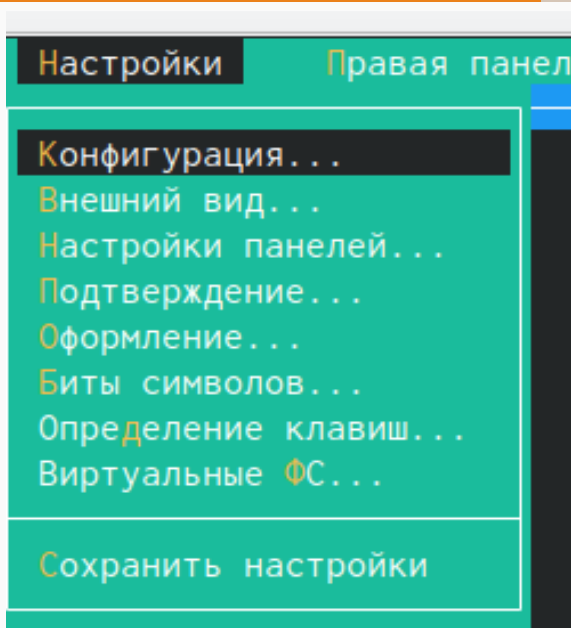 Настройки Правая панел
Конфигурация...
Внешний вид...
Настройки панелей...
Подтверждение...
Оформление...
Биты символов...
Определение клавиш...
Виртуальные ФС...
Сохранить настройки